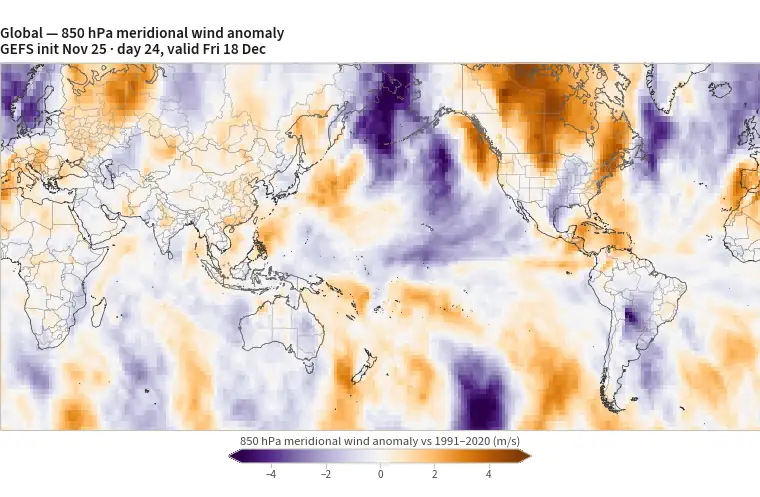 Global — 850 hPa meridional wind anomaly
GEFS init Nov 25 · day 24, valid Fri 18 Dec
850 hPa meridional wind anomaly vs 1991–2020 (m/s)
−4 −2 0 2 4